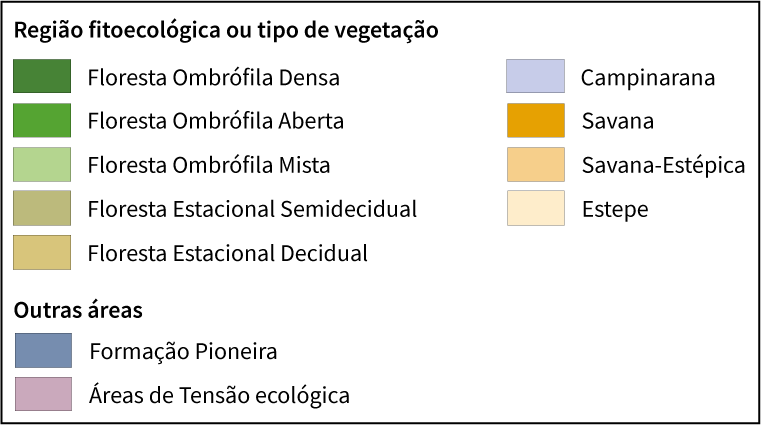 Região fitoecológica ou tipo de vegetação
Floresta Ombrófila Densa
Floresta Ombrófila Aberta
Floresta Ombrófila Mista
Floresta Estacional Semidecidual
Floresta Estacional Decidual
Campinarana
Savana
Savana-Estépica
Estepe
Outras áreas
Formação Pioneira
Áreas de Tensão ecológica